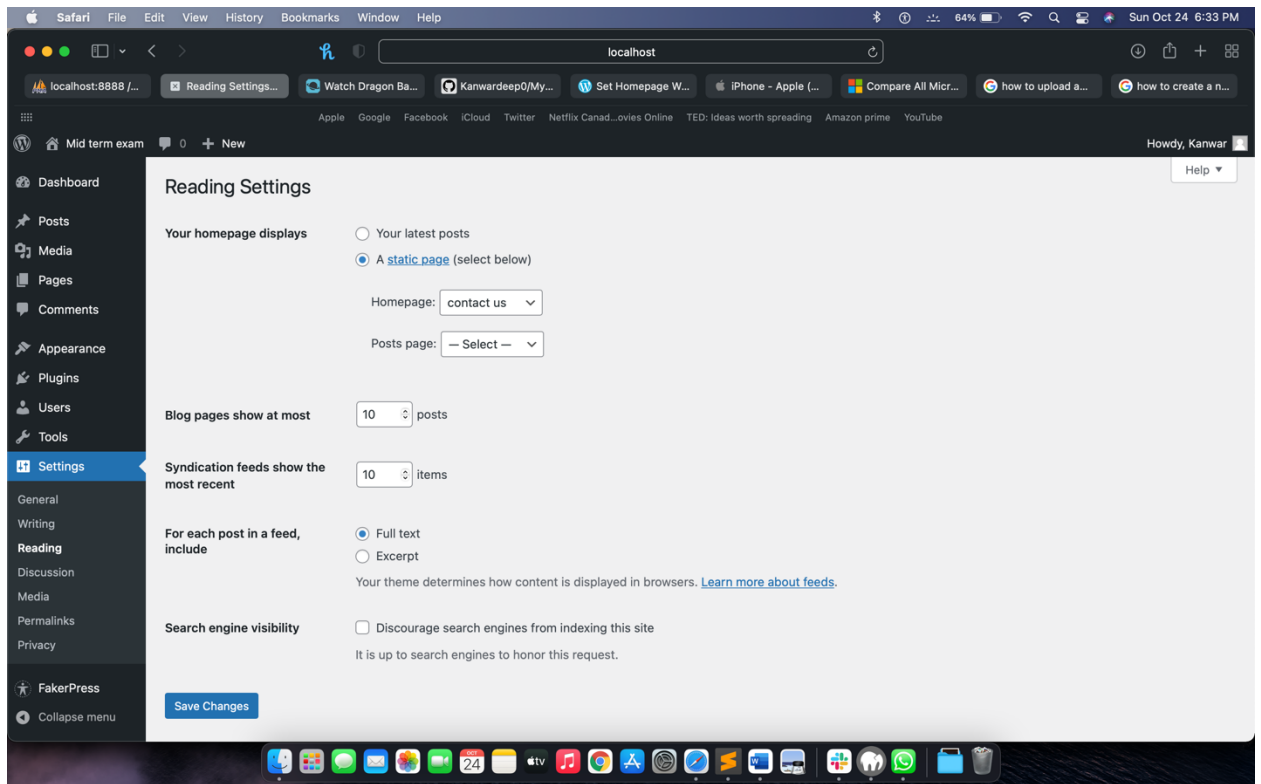 Safari File Edit View History Bookmarks Window Help 64% Sun Oct 24 6:33 PM
localhost
localhost:8888 /... Reading Settings... Watch Dragon Ba... Kanwardeep0/My... Set Homepage W... iPhone - Apple (... Compare All Micr... how to upload a... how to create a n...
Apple Google Facebook iCloud Twitter Netflix Canad...ovies Online TED: Ideas worth spreading Amazon prime YouTube
Mid term exam 0 + New Howdy, Kanwar
Help ▼
Dashboard
Posts
Media
Pages
Comments
Appearance
Plugins
Users
Tools
Settings
General
Writing
Reading
Discussion
Media
Permalinks
Privacy
FakerPress
Collapse menu
Reading Settings
Your homepage displays
Your latest posts
A static page (select below)
Homepage: contact us
Posts page: — Select —
Blog pages show at most 10 posts
Syndication feeds show the
most recent
10 items
For each post in a feed,
include
Full text
Excerpt
Your theme determines how content is displayed in browsers. Learn more about feeds.
Search engine visibility
Discourage search engines from indexing this site
It is up to search engines to honor this request.
Save Changes
OCT
24
tv